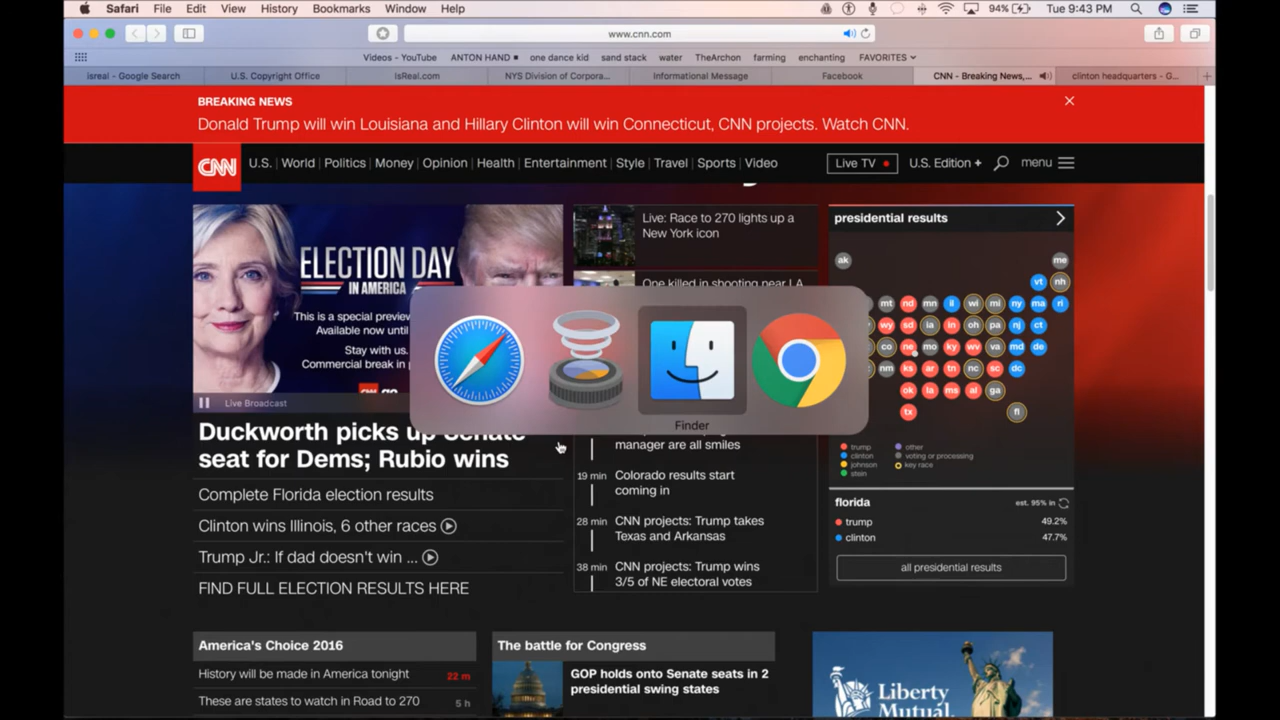 Safari File Edit View History Bookmarks Window Help 94% Tue 9:43 PM
www.cnn.com
Videos - YouTube ANTON HAND one dance kid sand stack water TheArchon farming enchanting FAVORITES
isreal - Google Search U.S. Copyright Office IsReal.com NYS Division of Corpora... Informational Message Facebook CNN - Breaking News,... clinton headquarters - G...
BREAKING NEWS
Donald Trump will win Louisiana and Hillary Clinton will win Connecticut, CNN projects. Watch CNN.
CNN U.S. World Politics Money Opinion Health Entertainment Style Travel Sports Video Live TV U.S. Edition + menu
ELECTION DAY
IN AMERICA
This is a special preview
Available now until
Stay with us.
Commercial break in
Live Broadcast
Duckworth picks up Senate
seat for Dems; Rubio wins
Complete Florida election results
Clinton wins Illinois, 6 other races
Trump Jr.: If dad doesn't win ...
FIND FULL ELECTION RESULTS HERE
Live: Race to 270 lights up a
New York icon
One killed in shooting near LA
Finder
manager are all smiles
19 min Colorado results start
coming in
28 min CNN projects: Trump takes
Texas and Arkansas
38 min CNN projects: Trump wins
3/5 of NE electoral votes
presidential results
ak me
vt nh
mt nd mn il wi mi ny ma ri
wy sd ia in oh pa nj ct
co ne mo ky wv va md de
nm ks ar tn nc sc dc
ok la ms al ga
tx fl
trump other
clinton voting or processing
johnson key race
stein
florida est. 95% in
trump 49.2%
clinton 47.7%
all presidential results
America's Choice 2016
History will be made in America tonight 22 m
These are states to watch in Road to 270 5 h
The battle for Congress
GOP holds onto Senate seats in 2
presidential swing states
Liberty
Mutual.